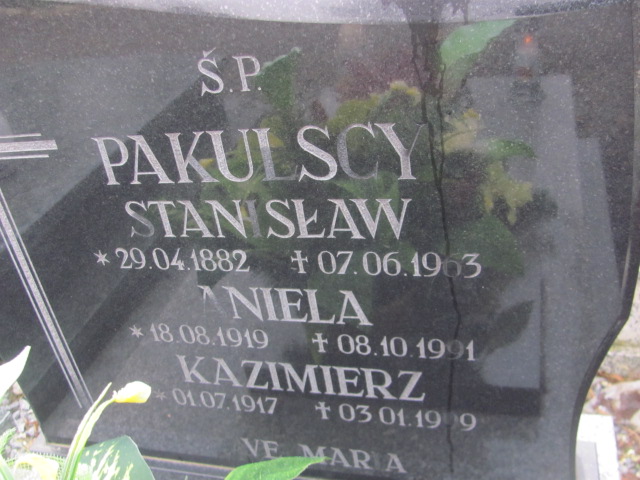 Ś.P.
PAKULSCY
STANISŁAW
* 29.04.1882 † 07.06.1963
ANIELA
* 18.08.1919 † 08.10.1991
KAZIMIERZ
* 01.07.1917 † 03.01.1999
VE MARIA